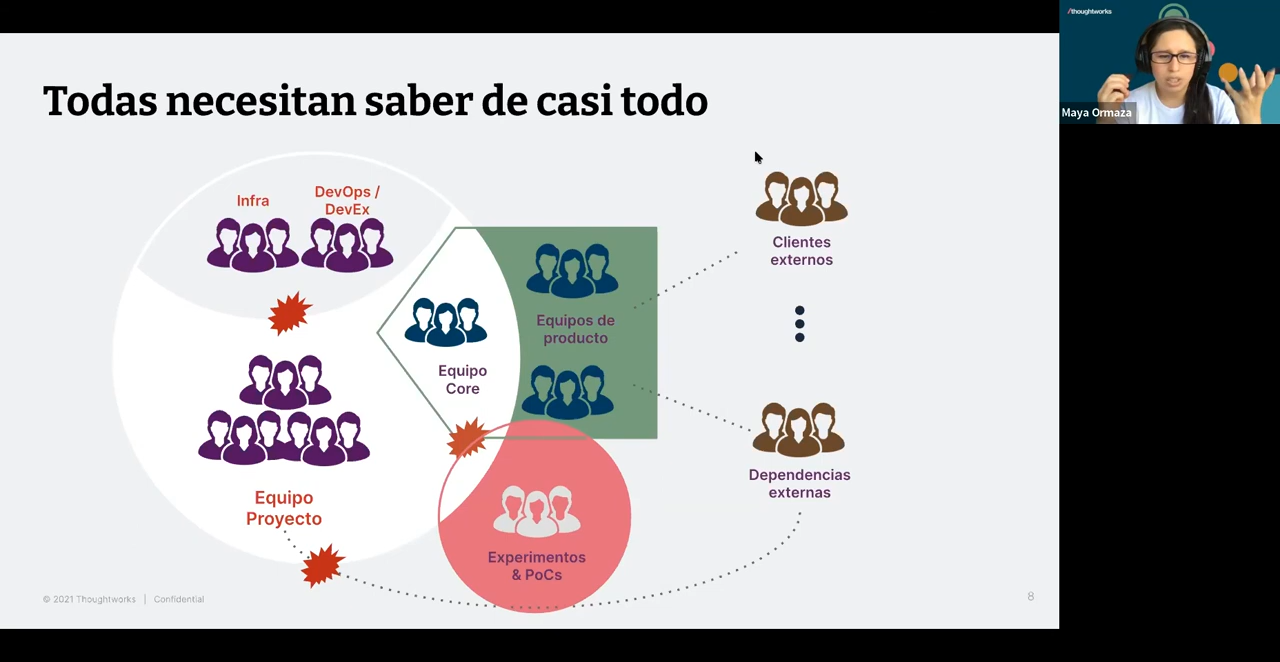 /thoughtworks
Maya Ormaza
Todas necesitan saber de casi todo
Infra
DevOps /
DevEx
Equipos de
producto
Equipo
Core
Equipo
Proyecto
Experimentos
& PoCs
Clientes
externos
Dependencias
externas
© 2021 Thoughtworks | Confidential
8